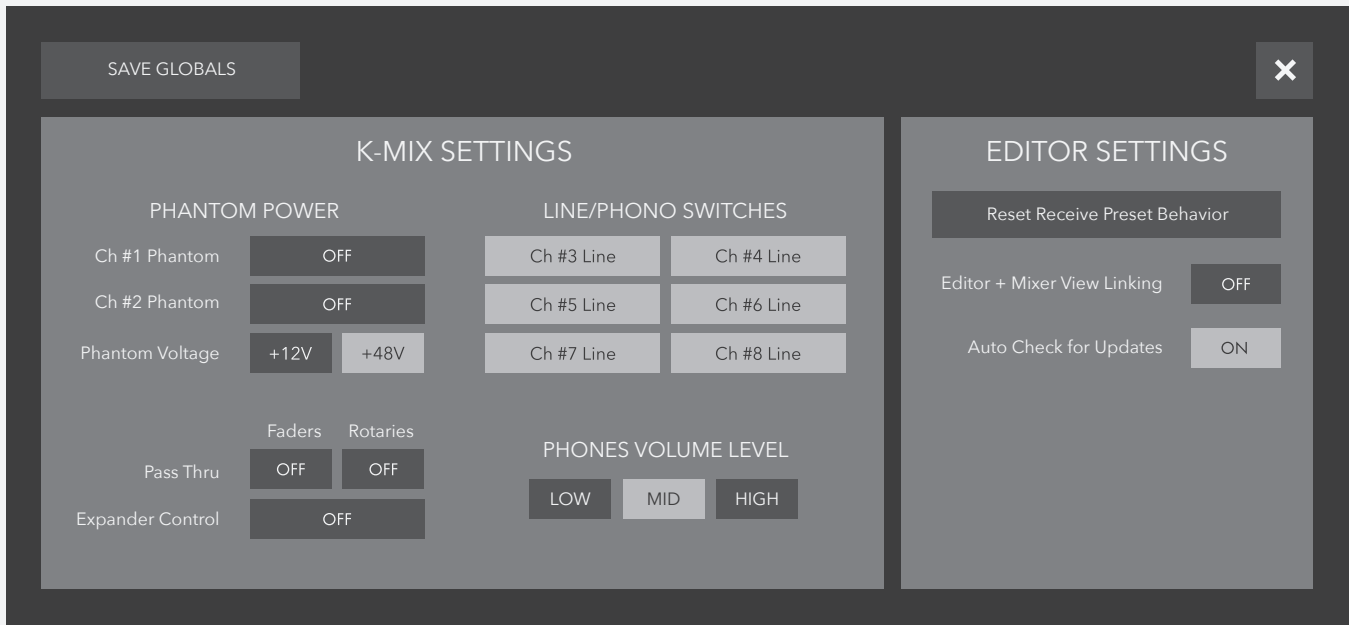 SAVE GLOBALS
K-MIX SETTINGS
PHANTOM POWER
Ch #1 Phantom OFF
Ch #2 Phantom OFF
Phantom Voltage +12V +48V
Faders Rotaries
Pass Thru OFF OFF
Expander Control OFF
LINE/PHONO SWITCHES
Ch #3 Line Ch #4 Line
Ch #5 Line Ch #6 Line
Ch #7 Line Ch #8 Line
PHONES VOLUME LEVEL
LOW MID HIGH
EDITOR SETTINGS
Reset Receive Preset Behavior
Editor + Mixer View Linking OFF
Auto Check for Updates ON